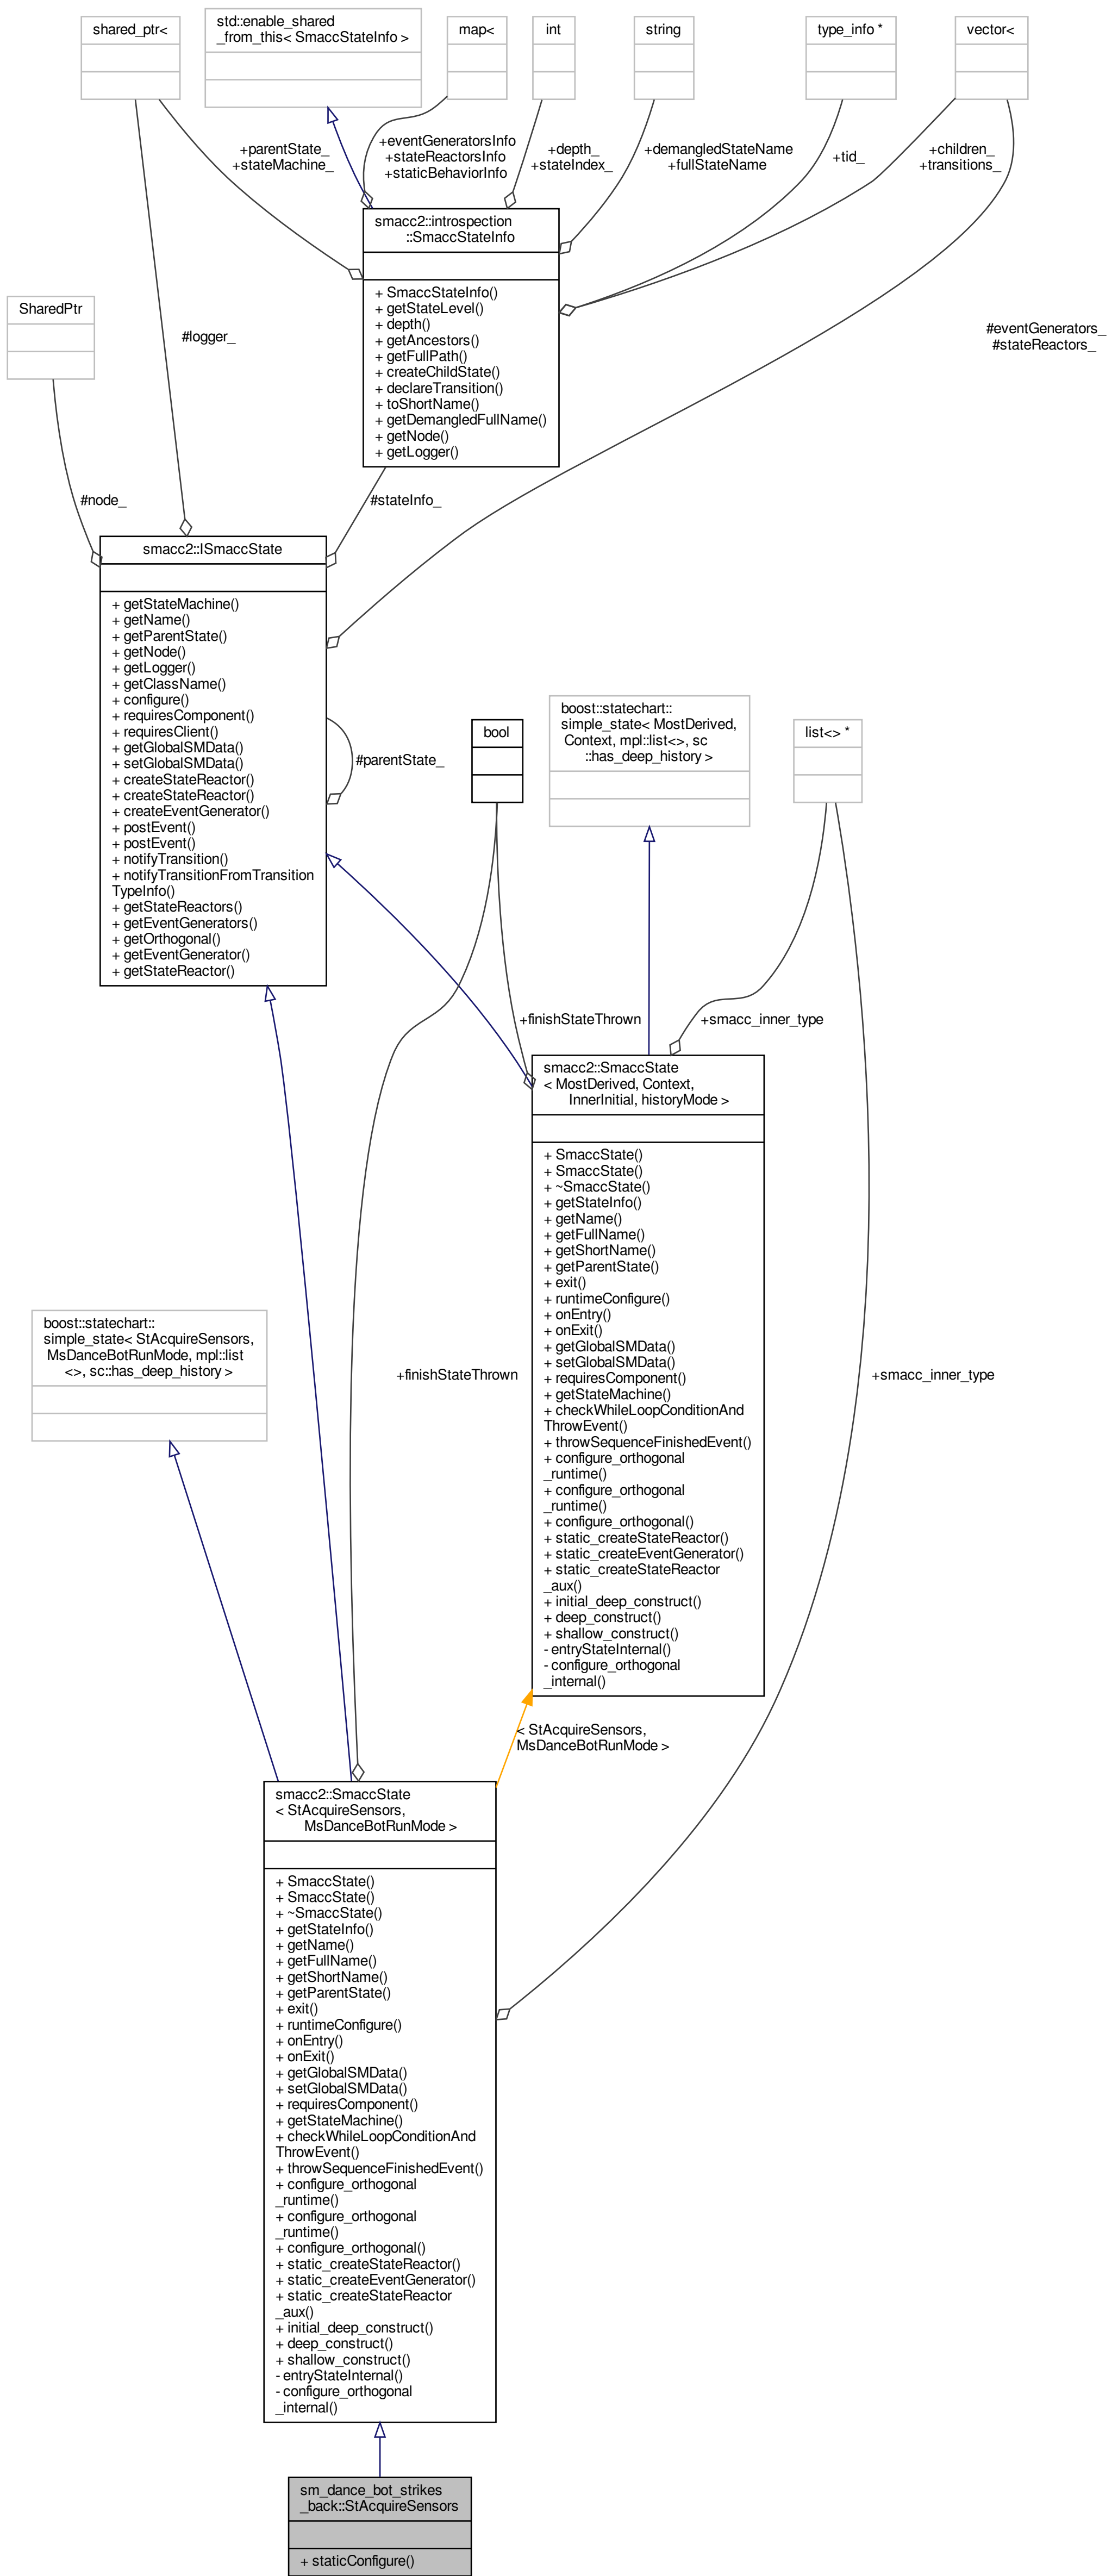 shared_ptr<
std::enable_shared
_from_this< SmaccStateInfo >
map<
int
string
type_info *
vector<
+parentState_
+stateMachine_
+eventGeneratorsInfo
+stateReactorsInfo
+staticBehaviorInfo
+depth_
+stateIndex_
+demangledStateName
+fullStateName
+tid_
+children_
+transitions_
smacc2::introspection
::SmaccStateInfo
+ SmaccStateInfo()
+ getStateLevel()
+ depth()
+ getAncestors()
+ getFullPath()
+ createChildState()
+ declareTransition()
+ toShortName()
+ getDemangledFullName()
+ getNode()
+ getLogger()
SharedPtr
#logger_
#eventGenerators_
#stateReactors_
#node_
#stateInfo_
smacc2::ISmaccState
+ getStateMachine()
+ getName()
+ getParentState()
+ getNode()
+ getLogger()
+ getClassName()
+ configure()
+ requiresComponent()
+ requiresClient()
+ getGlobalSMData()
+ setGlobalSMData()
+ createStateReactor()
+ createStateReactor()
+ createEventGenerator()
+ postEvent()
+ postEvent()
+ notifyTransition()
+ notifyTransitionFromTransition
TypeInfo()
+ getStateReactors()
+ getEventGenerators()
+ getOrthogonal()
+ getEventGenerator()
+ getStateReactor()
#parentState_
bool
boost::statechart::
simple_state< MostDerived,
Context, mpl::list<>, sc
::has_deep_history >
list<> *
+finishStateThrown
+smacc_inner_type
smacc2::SmaccState
< MostDerived, Context,
InnerInitial, historyMode >
+ SmaccState()
+ SmaccState()
+ ~SmaccState()
+ getStateInfo()
+ getName()
+ getFullName()
+ getShortName()
+ getParentState()
+ exit()
+ runtimeConfigure()
+ onEntry()
+ onExit()
+ getGlobalSMData()
+ setGlobalSMData()
+ requiresComponent()
+ getStateMachine()
+ checkWhileLoopConditionAnd
ThrowEvent()
+ throwSequenceFinishedEvent()
+ configure_orthogonal
_runtime()
+ configure_orthogonal
_runtime()
+ configure_orthogonal()
+ static_createStateReactor()
+ static_createEventGenerator()
+ static_createStateReactor
_aux()
+ initial_deep_construct()
+ deep_construct()
+ shallow_construct()
- entryStateInternal()
- configure_orthogonal
_internal()
boost::statechart::
simple_state< StAcquireSensors,
MsDanceBotRunMode, mpl::list
<>, sc::has_deep_history >
+finishStateThrown
+smacc_inner_type
< StAcquireSensors,
MsDanceBotRunMode >
smacc2::SmaccState
< StAcquireSensors,
MsDanceBotRunMode >
+ SmaccState()
+ SmaccState()
+ ~SmaccState()
+ getStateInfo()
+ getName()
+ getFullName()
+ getShortName()
+ getParentState()
+ exit()
+ runtimeConfigure()
+ onEntry()
+ onExit()
+ getGlobalSMData()
+ setGlobalSMData()
+ requiresComponent()
+ getStateMachine()
+ checkWhileLoopConditionAnd
ThrowEvent()
+ throwSequenceFinishedEvent()
+ configure_orthogonal
_runtime()
+ configure_orthogonal
_runtime()
+ configure_orthogonal()
+ static_createStateReactor()
+ static_createEventGenerator()
+ static_createStateReactor
_aux()
+ initial_deep_construct()
+ deep_construct()
+ shallow_construct()
- entryStateInternal()
- configure_orthogonal
_internal()
sm_dance_bot_strikes
_back::StAcquireSensors
+ staticConfigure()